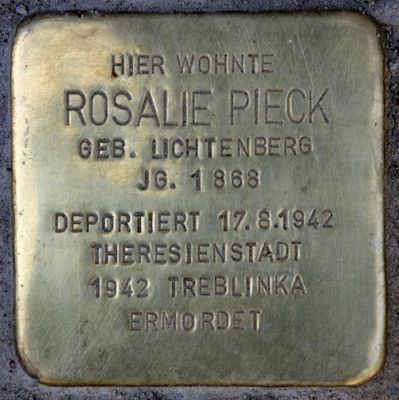 HIER WOHNTE
ROSALIE PIECK
GEB. LICHTENBERG
JG. 1868
DEPORTIERT 17.8.1942
THERESIENSTADT
1942 TREBLINKA
ERMORDET